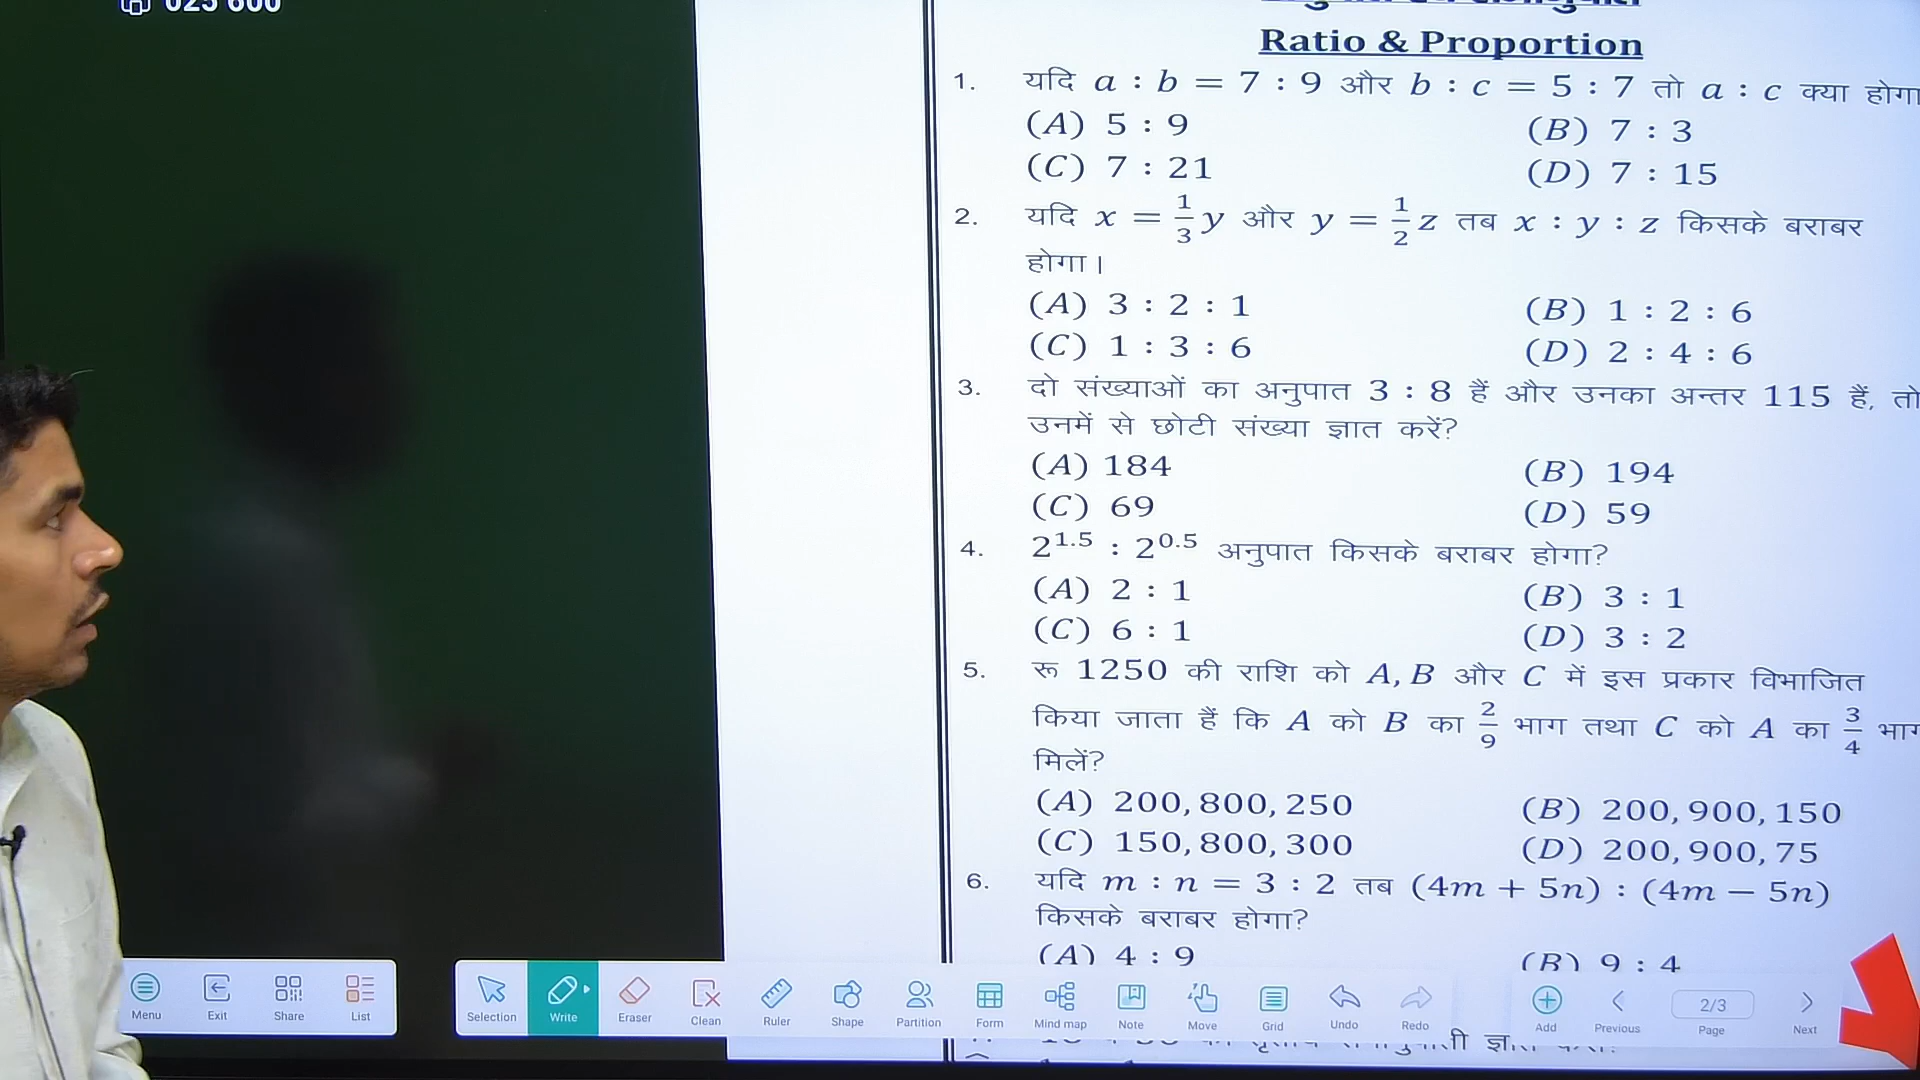 025 600
Ratio & Proportion
1. यदि a : b = 7 : 9 और b : c = 5 : 7 तो a : c क्या होगा
(A) 5 : 9 (B) 7 : 3
(C) 7 : 21 (D) 7 : 15
2. यदि x = 1/3 y और y = 1/2 z तब x : y : z किसके बराबर
होगा।
(A) 3 : 2 : 1 (B) 1 : 2 : 6
(C) 1 : 3 : 6 (D) 2 : 4 : 6
3. दो संख्याओं का अनुपात 3 : 8 हैं और उनका अन्तर 115 हैं, तो
उनमें से छोटी संख्या ज्ञात करें?
(A) 184 (B) 194
(C) 69 (D) 59
4. 2^1.5 : 2^0.5 अनुपात किसके बराबर होगा?
(A) 2 : 1 (B) 3 : 1
(C) 6 : 1 (D) 3 : 2
5. रू 1250 की राशि को A, B और C में इस प्रकार विभाजित
किया जाता हैं कि A को B का 2/9 भाग तथा C को A का 3/4 भाग
मिलें?
(A) 200, 800, 250 (B) 200, 900, 150
(C) 150, 800, 300 (D) 200, 900, 75
6. यदि m : n = 3 : 2 तब (4m + 5n) : (4m − 5n)
किसके बराबर होगा?
(A) 4 : 9 (B) 9 : 4
Menu Exit Share List Selection Write Eraser Clean Ruler Shape Partition Form Mind map Note Move Grid Undo Redo Add Previous 2/3 Page Next